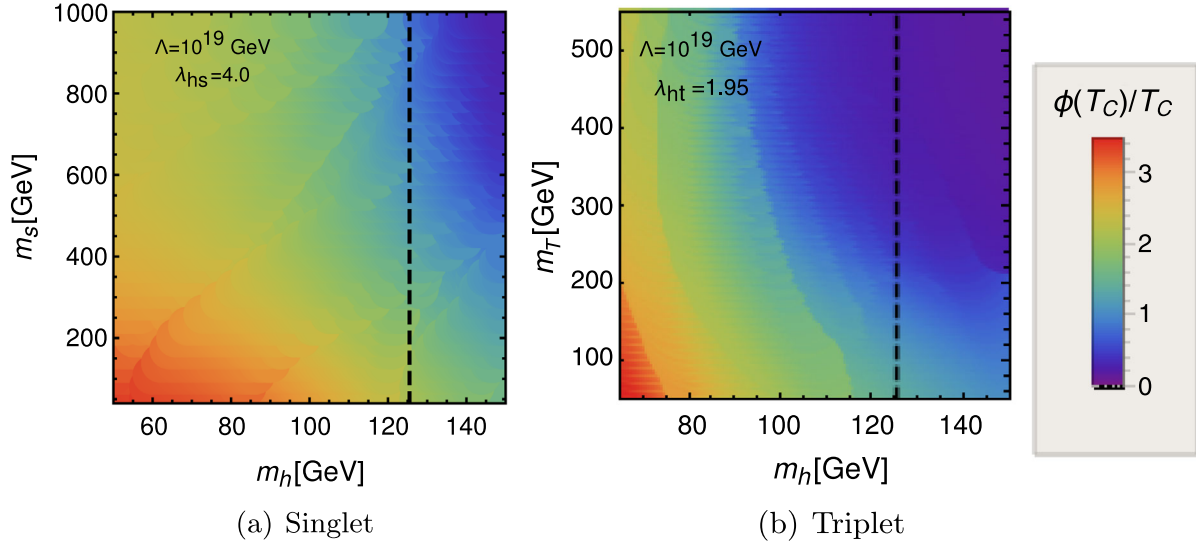 Λ=10^19 GeV
λhs=4.0
1000
800
600
400
200
60
80
100
120
140
ms[GeV]
mh[GeV]
(a) Singlet
Λ=10^19 GeV
λht=1.95
500
400
300
200
100
80
100
120
140
mT[GeV]
mh[GeV]
(b) Triplet
ϕ(TC)/TC
3
2
1
0